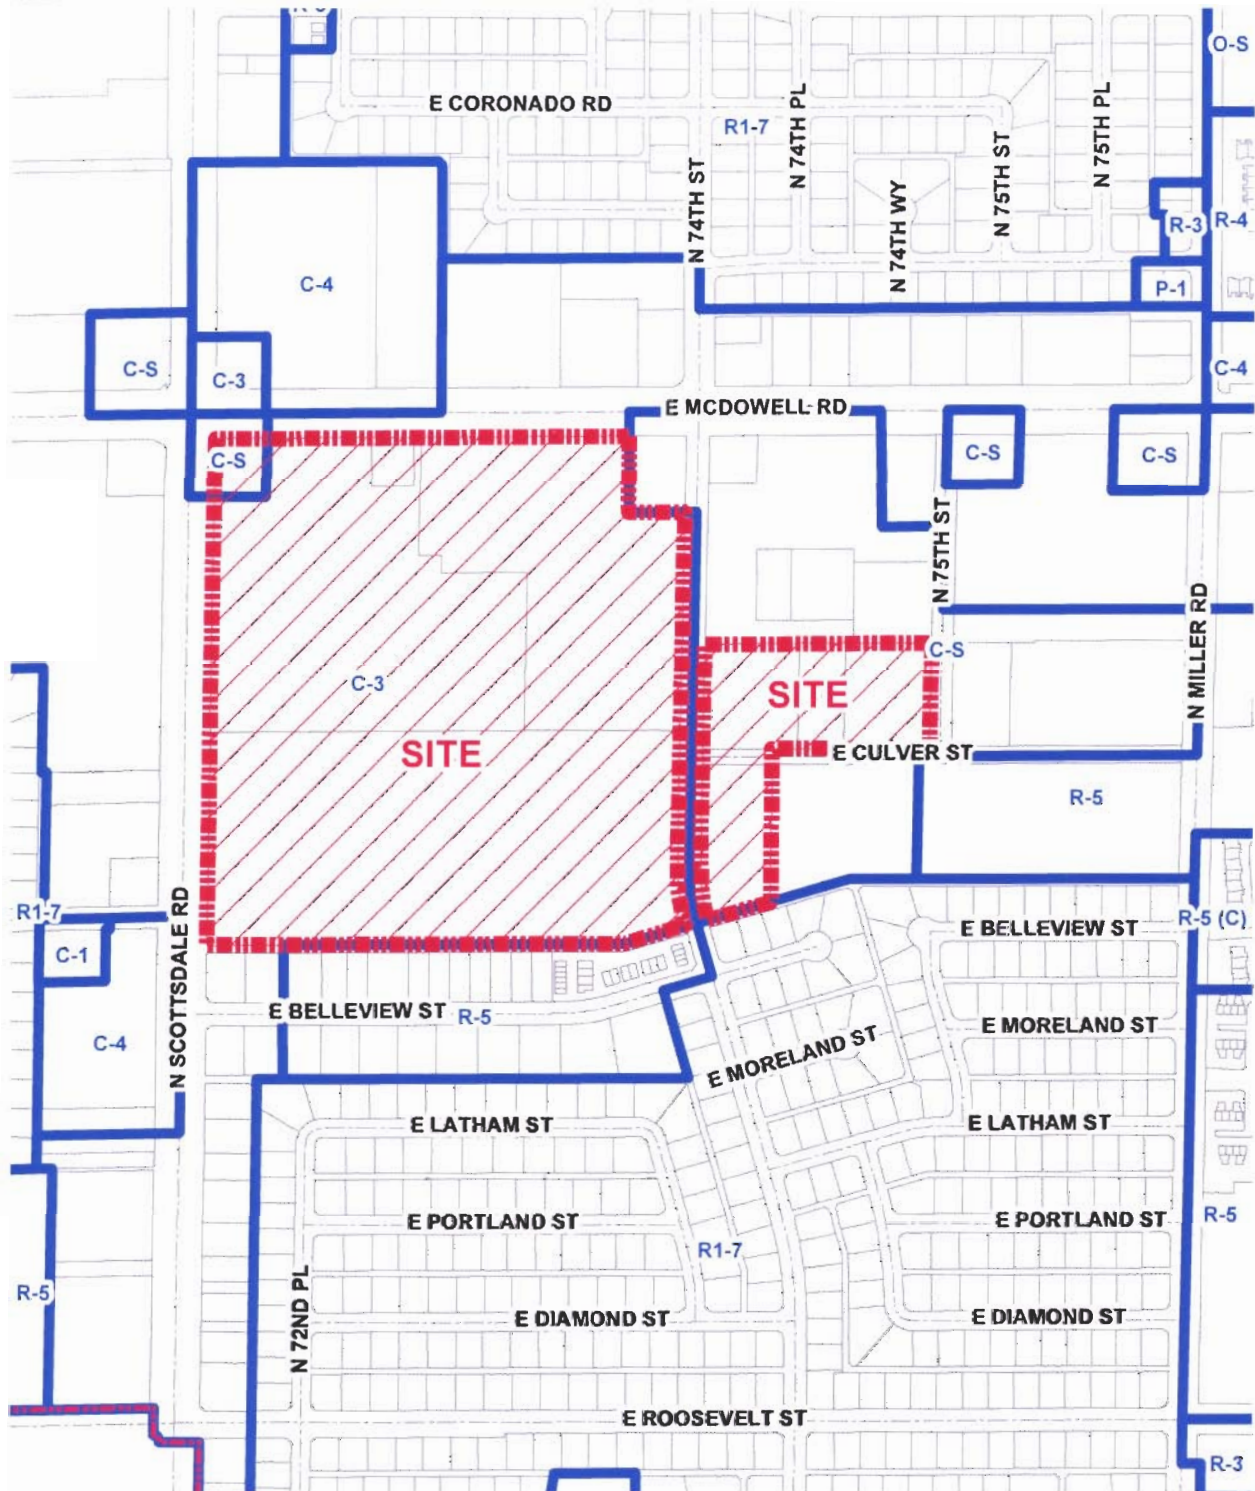 O-S
E CORONADO RD
R1-7
N 74TH PL
N 75TH PL
N 74TH ST
N 75TH ST
N 74TH WY
R-3
R-4
C-4
P-1
C-S
C-3
C-4
E MCDOWELL RD
C-S
C-S
C-S
N 75TH ST
N MILLER RD
C-S
C-3
SITE
SITE
E CULVER ST
R-5
R1-7
N SCOTTSDALE RD
R-5 (C)
E BELLEVIEW ST
C-1
E BELLEVIEW ST
R-5
E MORELAND ST
C-4
E MORELAND ST
E LATHAM ST
E LATHAM ST
E PORTLAND ST
E PORTLAND ST
R-5
R1-7
R-5
N 72ND PL
E DIAMOND ST
E DIAMOND ST
E ROOSEVELT ST
R-3